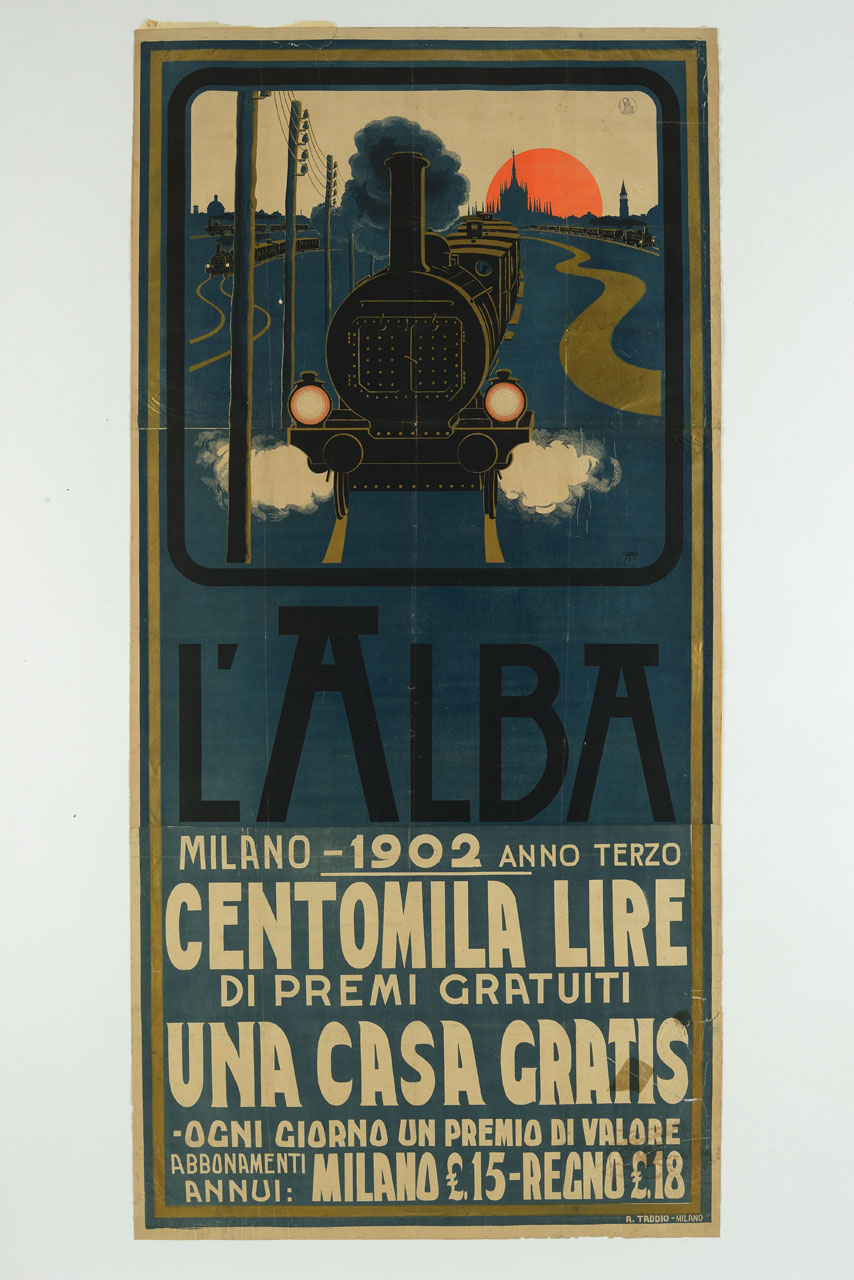 L'ALBA
MILANO - 1902 ANNO TERZO
CENTOMILA LIRE
DI PREMI GRATUITI
UNA CASA GRATIS
-OGNI GIORNO UN PREMIO DI VALORE
ABBONAMENTI
ANNUI: MILANO £.15-REGNO £.18
R. TADDIO - MILANO